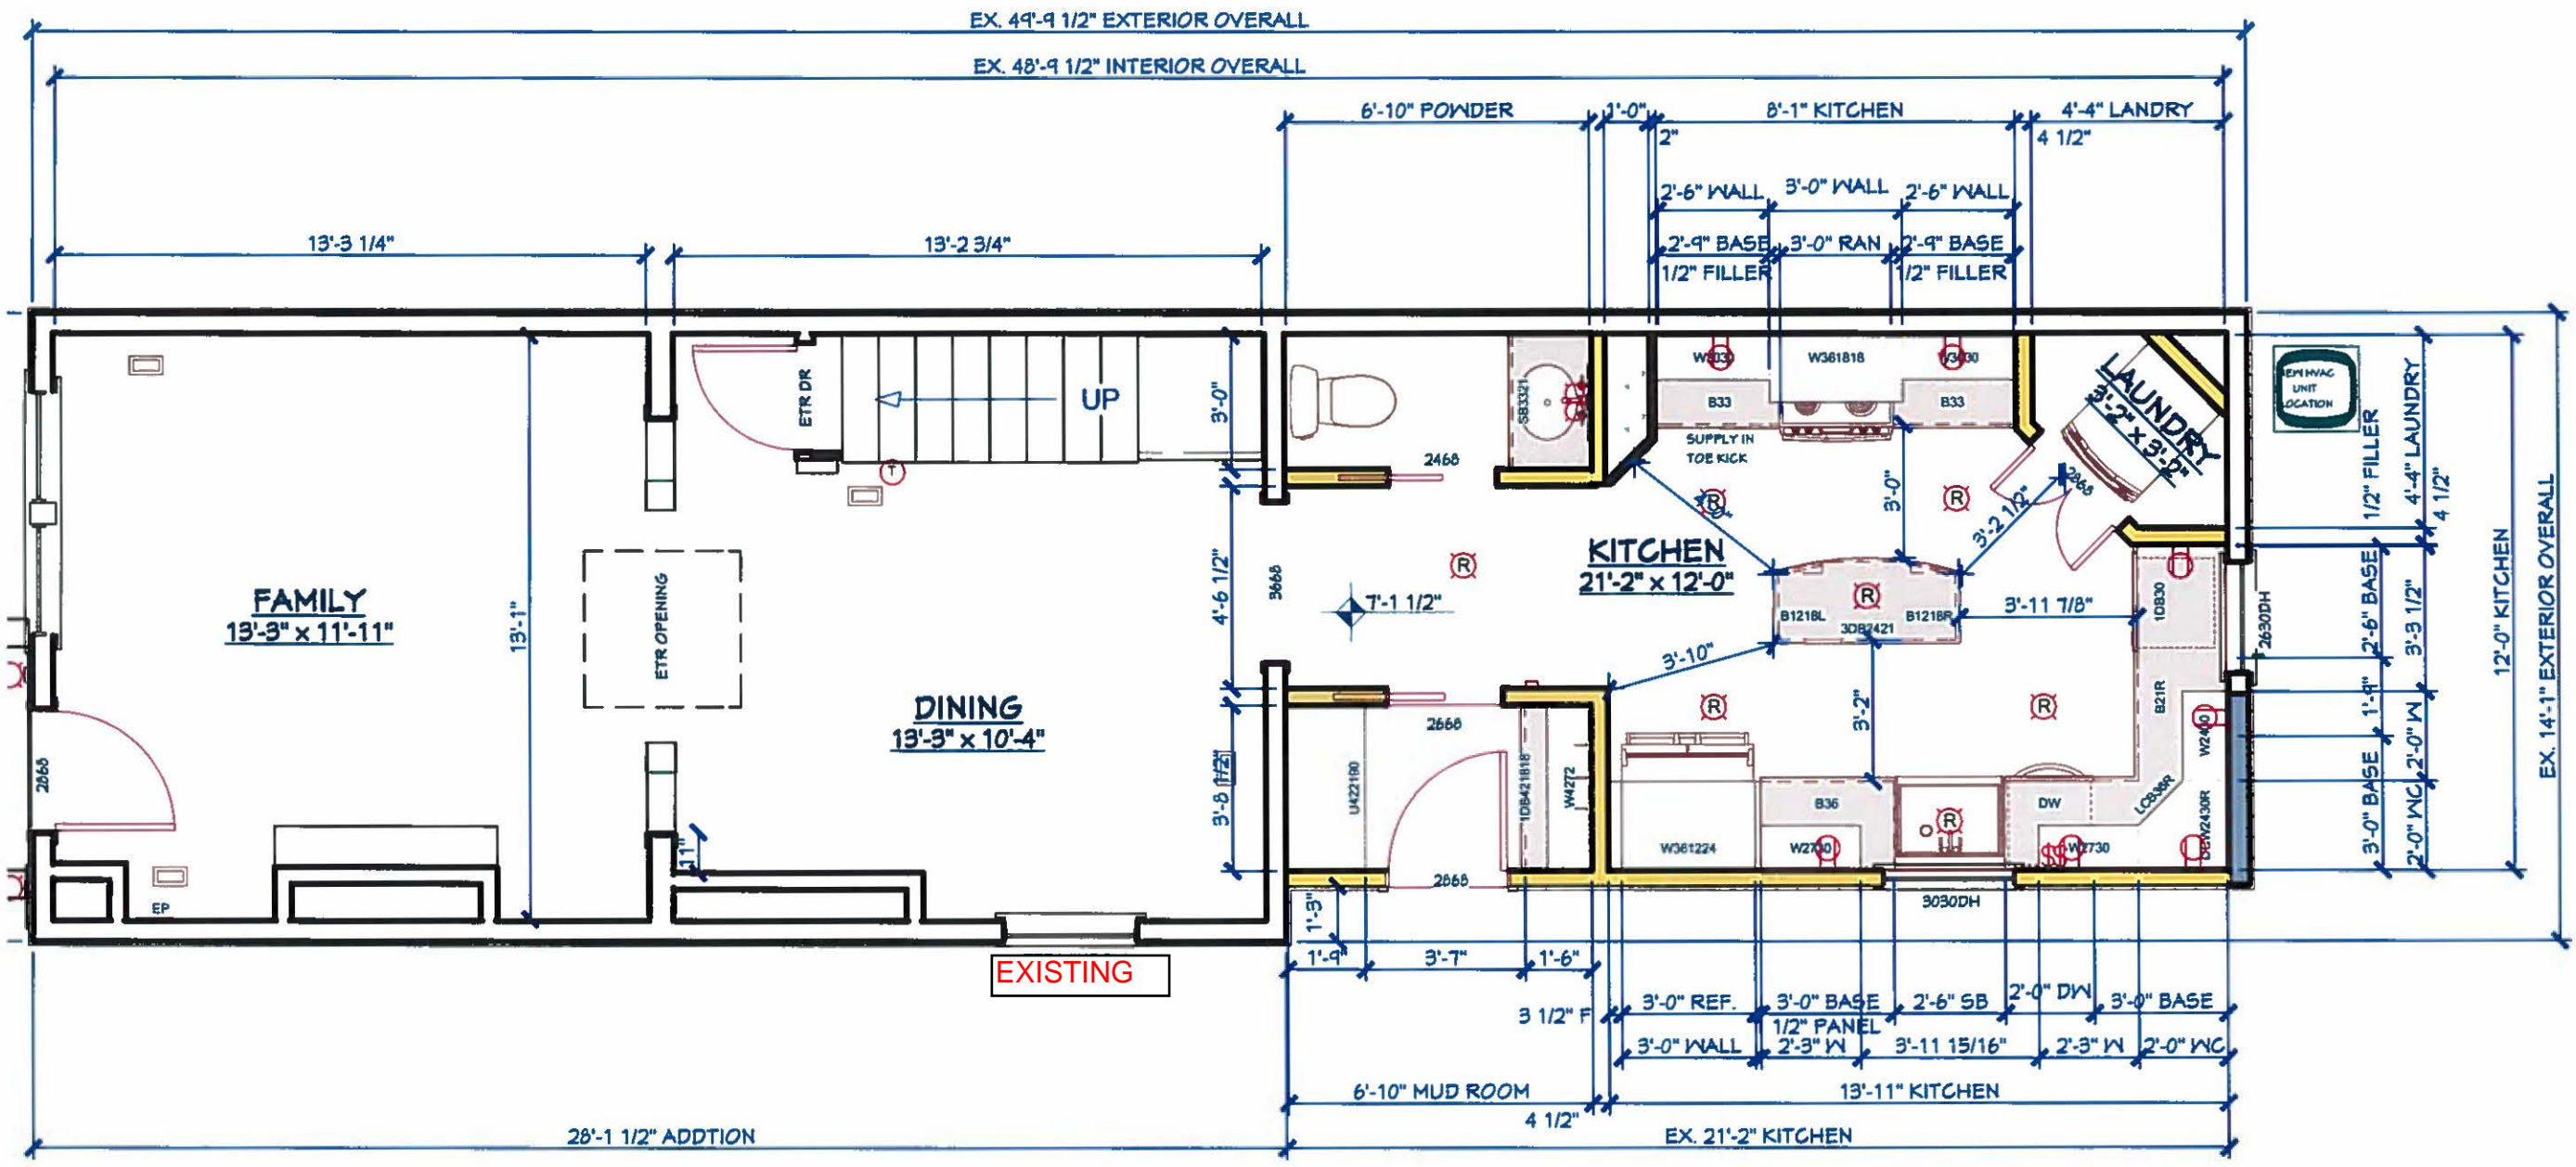 EX. 49'-9 1/2" EXTERIOR OVERALL
EX. 48'-9 1/2" INTERIOR OVERALL
6'-10" POWDER
1'-0"
8'-1" KITCHEN
4'-4" LANDRY
2"
4 1/2"
2'-6" WALL
3'-0" WALL
2'-6" WALL
13'-3 1/4"
13'-2 3/4"
2'-9" BASE
3'-0" RAN
2'-9" BASE
1/2" FILLER
1/2" FILLER
ETR DR
UP
3'-0"
SB3321
W3030
W361818
W3030
B33
B33
SUPPLY IN
TOE KICK
LAUNDRY
3'-2" x 3'-2"
HVAC
UNIT
LOCATION
2468
T
R
R
3'-0"
3'-2 1/2"
2868
1/2" FILLER
4'-4" LAUNDRY
4 1/2"
FAMILY
13'-3" x 11'-11"
13'-1"
ETR OPENING
4'-6 1/2"
3668
R
7'-1 1/2"
KITCHEN
21'-2" x 12'-0"
R
B1218L
3DB2421
B1218R
3'-11 7/8"
1DB30
2630DH
2'-6" BASE
3'-3 1/2"
12'-0" KITCHEN
EX. 14'-1" EXTERIOR OVERALL
3'-10"
DINING
13'-3" x 10'-4"
2668
R
3'-2"
R
B21R
W2430
1'-9"
2'-0" W
2868
3'-8 1/2"
U422190
1DB421818
W4272
W361224
B36
W2730
R
DW
W2730
LCB36R
3'-0" BASE
2'-0" WC
11"
EP
2868
3030DH
1'-3"
EXISTING
1'-9"
3'-7"
1'-6"
3 1/2" F
3'-0" REF.
3'-0" BASE
2'-6" SB
2'-0" DW
3'-0" BASE
1/2" PANEL
3'-0" WALL
2'-3" W
3'-11 15/16"
2'-3" W
2'-0" WC
6'-10" MUD ROOM
13'-11" KITCHEN
4 1/2"
28'-1 1/2" ADDTION
EX. 21'-2" KITCHEN